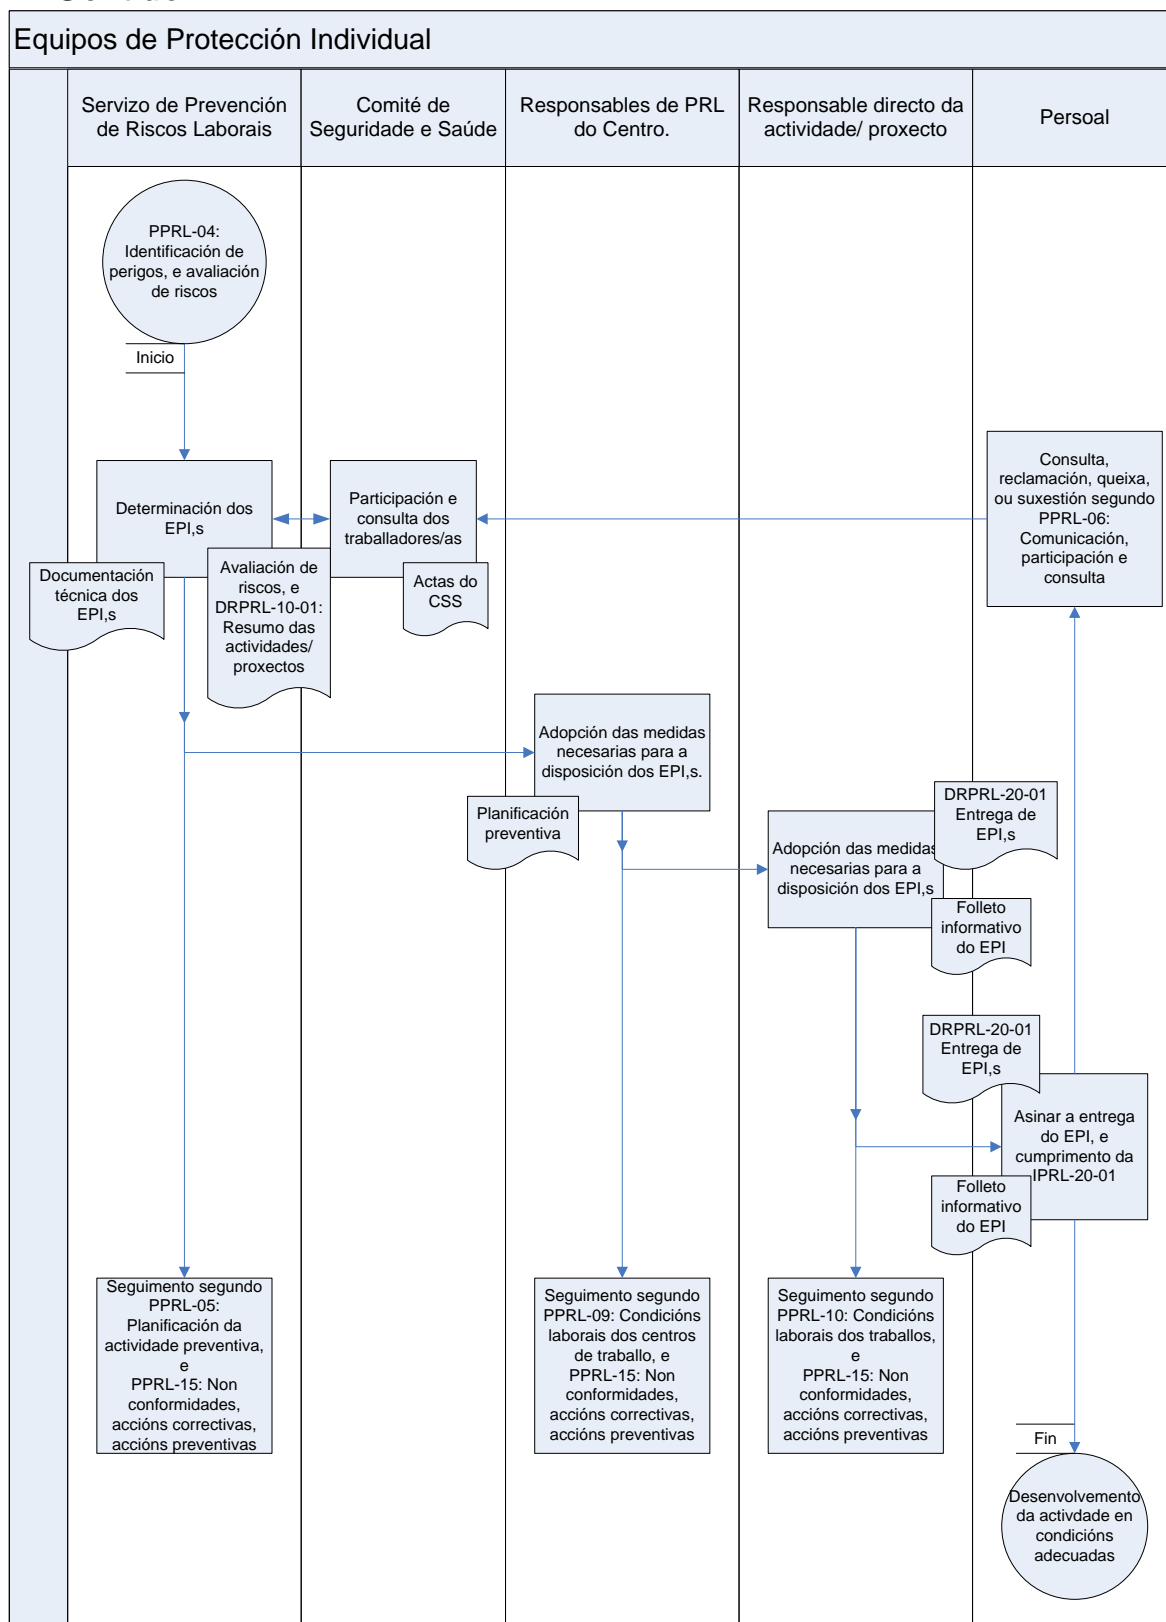 Equipos de Protección Individual
Servizo de Prevención
de Riscos Laborais
Comité de
Seguridade e Saúde
Responsables de PRL
do Centro.
Responsable directo da
actividade/ proxecto
Persoal
PPRL-04:
Identificación de
perigos, e avaliación
de riscos
Inicio
Determinación dos
EPI,s
Participación e
consulta dos
traballadores/as
Consulta,
reclamación, queixa,
ou suxestión segundo
PPRL-06:
Comunicación,
participación e
consulta
Documentación
técnica dos
EPI,s
Avaliación de
riscos, e
DRPRL-10-01:
Resumo das
actividades/
proxectos
Actas do
CSS
Adopción das medidas
necesarias para a
disposición dos EPI,s.
Planificación
preventiva
Adopción das medidas
necesarias para a
disposición dos EPI,s
DRPRL-20-01
Entrega de
EPI,s
Folleto
informativo
do EPI
DRPRL-20-01
Entrega de
EPI,s
Asinar a entrega
do EPI, e
cumprimento da
IPRL-20-01
Folleto
informativo
do EPI
Seguimento segundo
PPRL-05:
Planificación da
actividade preventiva,
e
PPRL-15: Non
conformidades,
accións correctivas,
accións preventivas
Seguimento segundo
PPRL-09: Condicións
laborais dos centros
de traballo, e
PPRL-15: Non
conformidades,
accións correctivas,
accións preventivas
Seguimento segundo
PPRL-10: Condicións
laborais dos traballos,
e
PPRL-15: Non
conformidades,
accións correctivas,
accións preventivas
Fin
Desenvolvemento
da activdade en
condicións
adecuadas